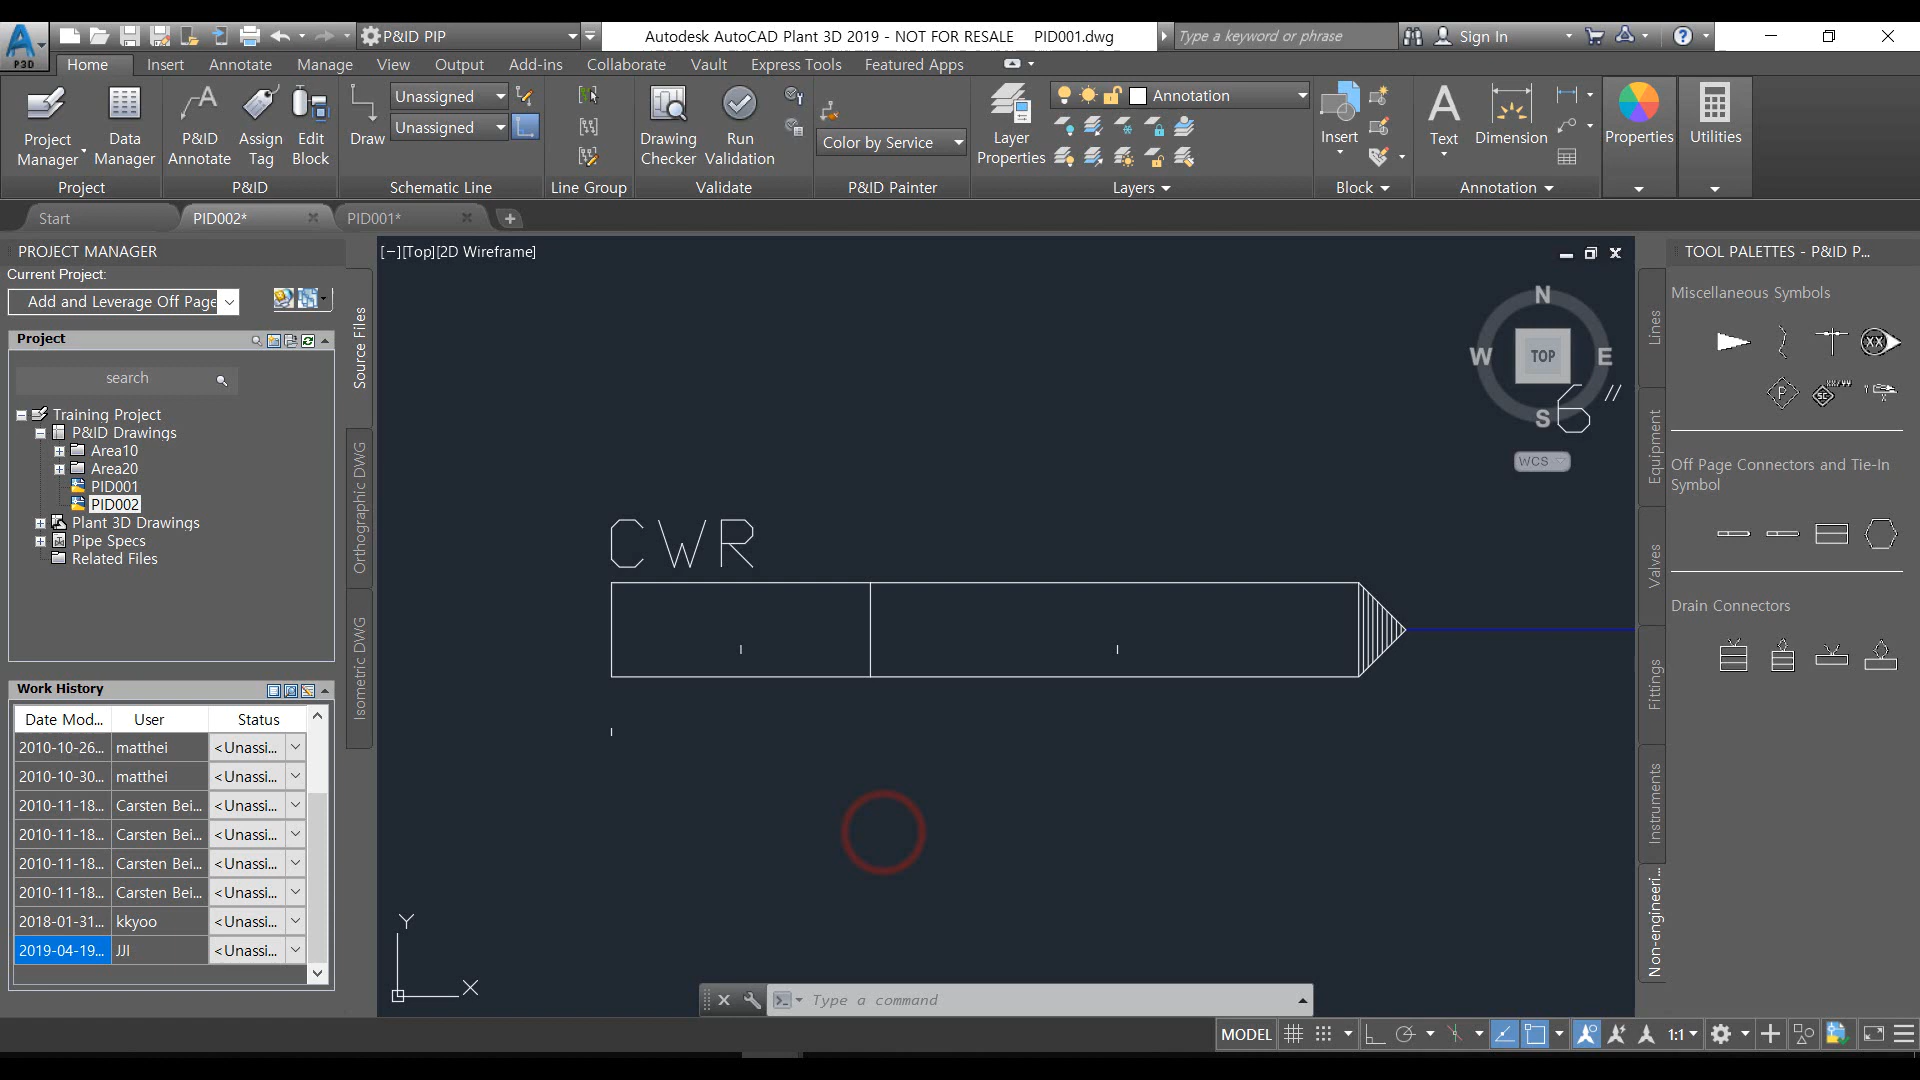 P&ID PIP
Autodesk AutoCAD Plant 3D 2019 - NOT FOR RESALE PID001.dwg
Type a keyword or phrase
Sign In
P3D
Home Insert Annotate Manage View Output Add-ins Collaborate Vault Express Tools Featured Apps
Project Manager
Data Manager
Project
P&ID Annotate
Assign Tag
Edit Block
P&ID
Draw
Unassigned
Unassigned
Schematic Line
Line Group
Drawing Checker
Run Validation
Validate
Color by Service
P&ID Painter
Layer Properties
Annotation
Layers
Insert
Block
Text
Dimension
Annotation
Properties
Utilities
Start PID002* PID001*
PROJECT MANAGER
Current Project:
Add and Leverage Off Page
Project
search
Training Project
P&ID Drawings
Area10
Area20
PID001
PID002
Plant 3D Drawings
Pipe Specs
Related Files
Work History
Date Mod... User Status
2010-10-26... matthei <Unassi...
2010-10-30... matthei <Unassi...
2010-11-18... Carsten Bei... <Unassi...
2010-11-18... Carsten Bei... <Unassi...
2010-11-18... Carsten Bei... <Unassi...
2010-11-18... Carsten Bei... <Unassi...
2018-01-31... kkyoo <Unassi...
2019-04-19... JJI <Unassi...
Source Files
Orthographic DWG
Isometric DWG
[−][Top][2D Wireframe]
N
W TOP E
S
6"
WCS
CWR
Y
X
Type a command
TOOL PALETTES - P&ID P...
Lines
Equipment
Valves
Fittings
Instruments
Non-engineeri...
Miscellaneous Symbols
XX
P
SC
XX/YY
Off Page Connectors and Tie-In
Symbol
Drain Connectors
MODEL
1:1